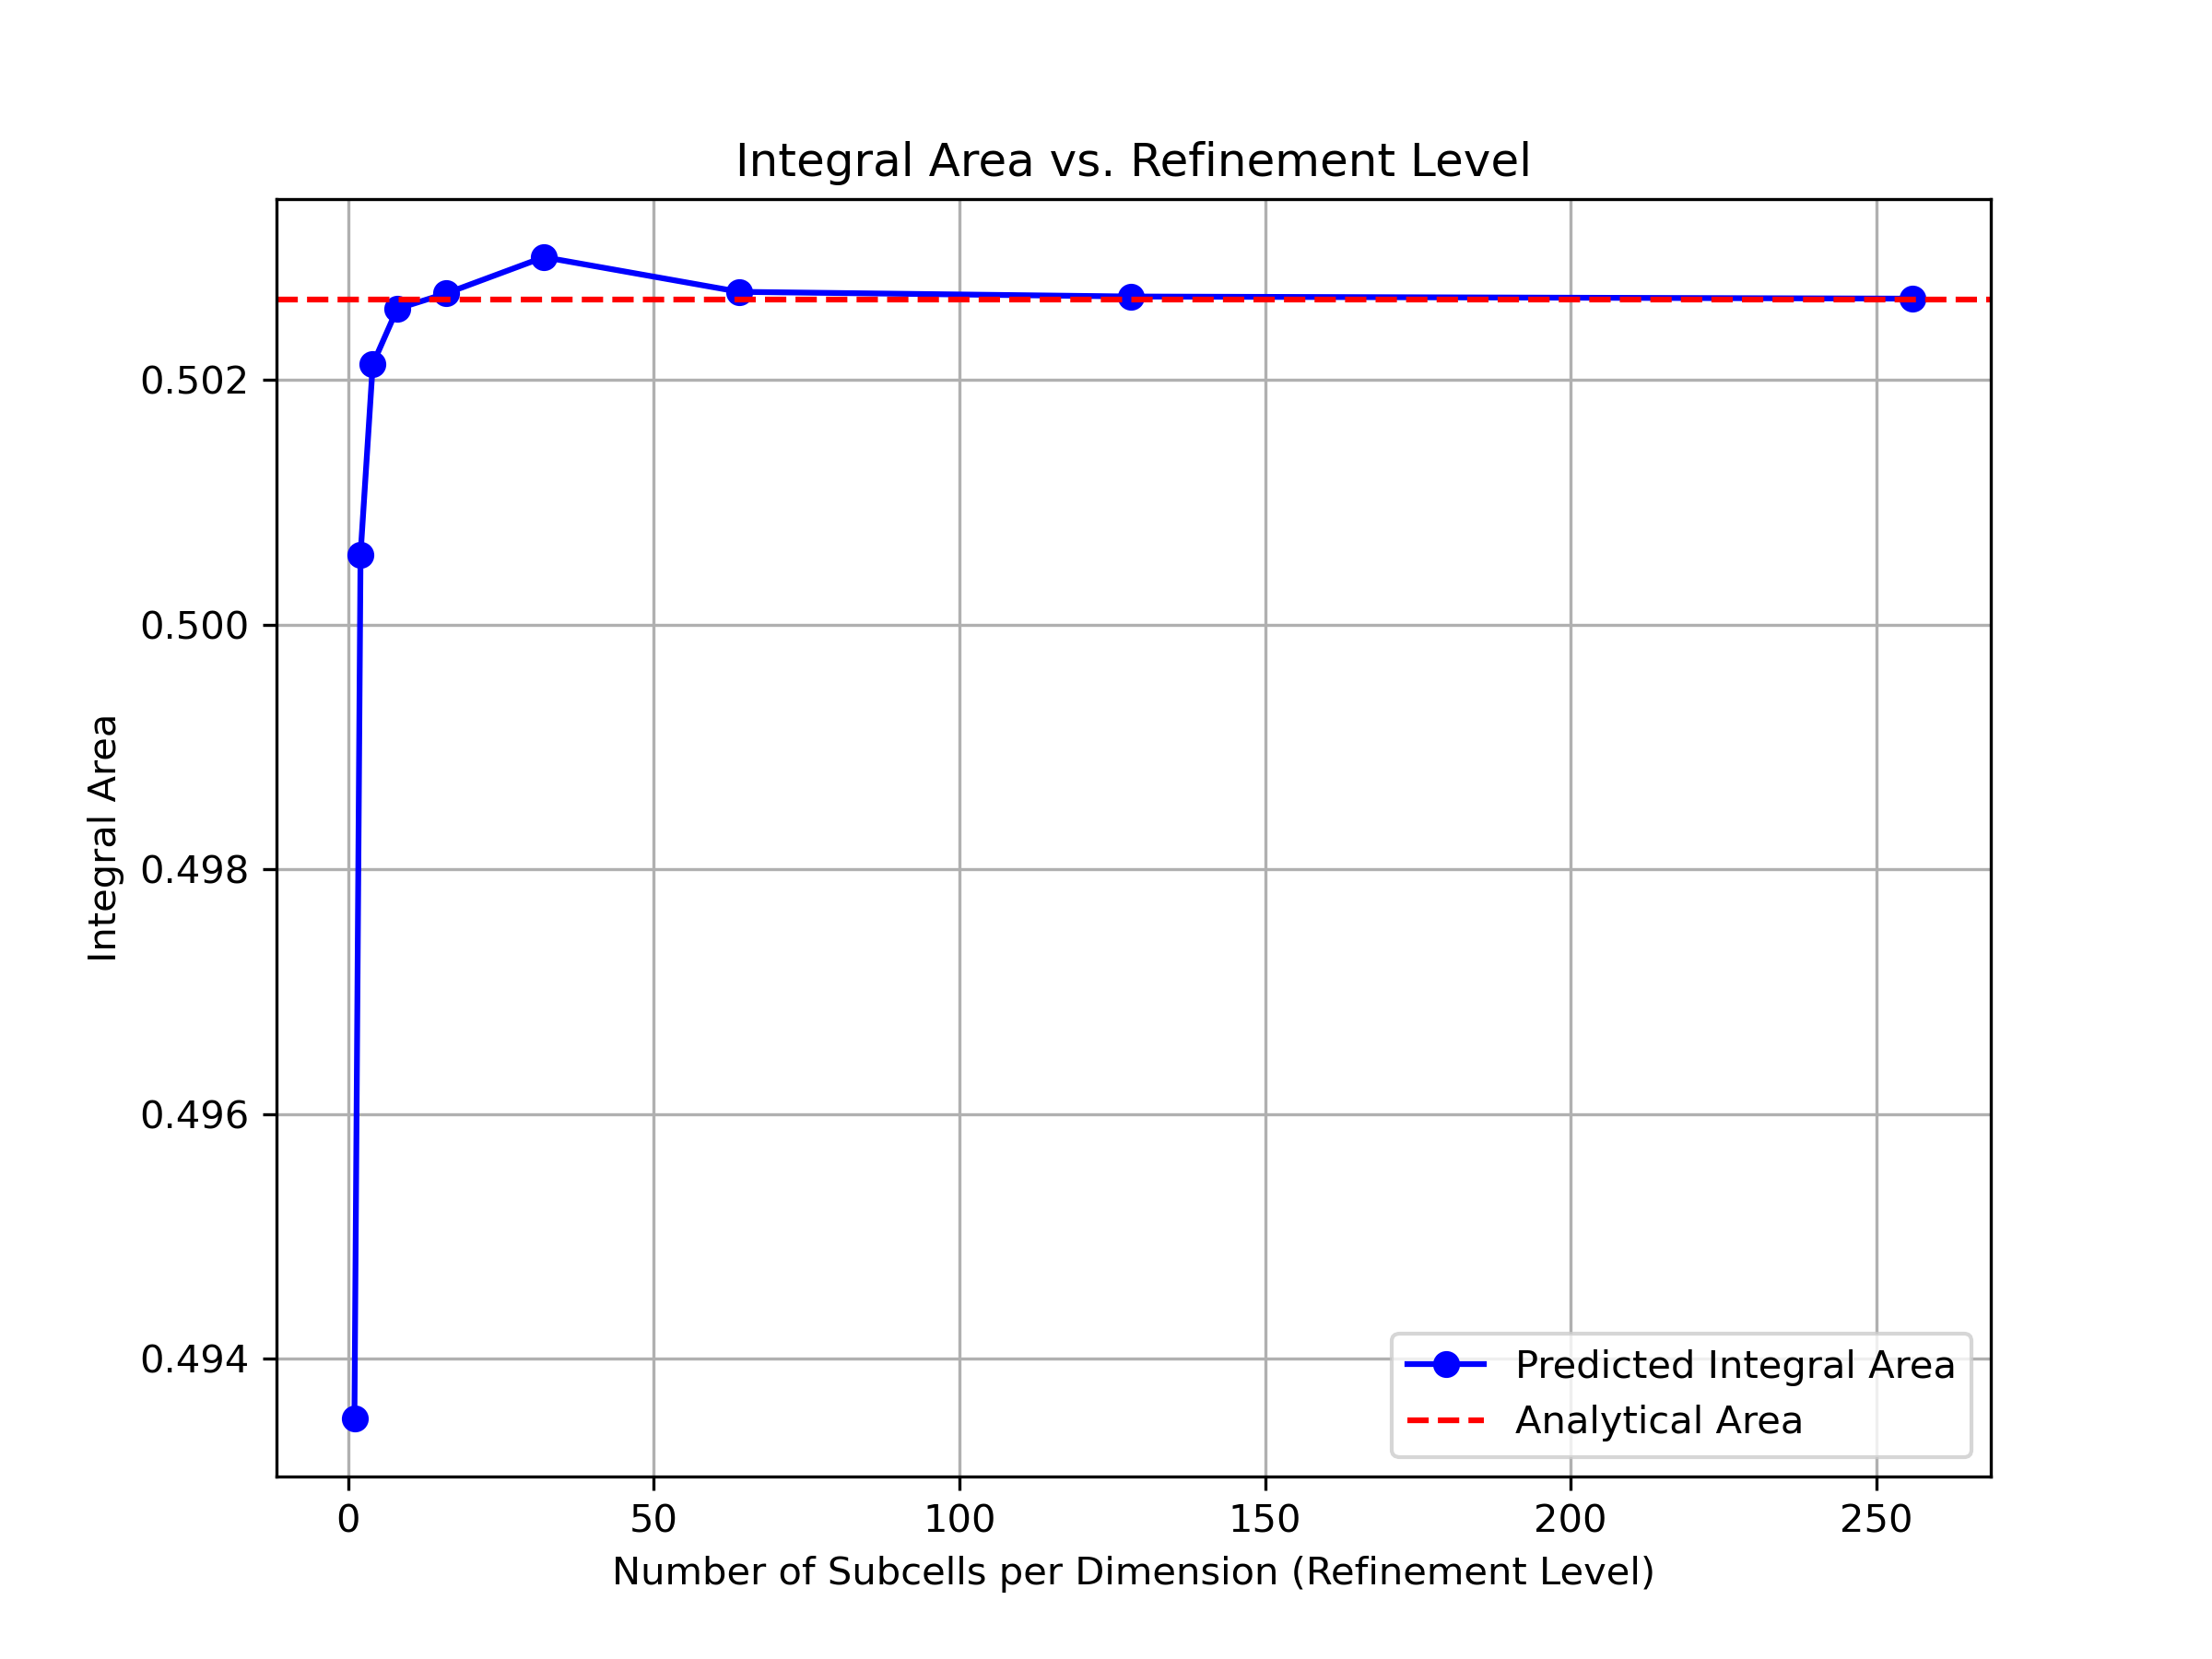 Integral Area vs. Refinement Level
Integral Area
0.502
0.500
0.498
0.496
0.494
0
50
100
150
200
250
Number of Subcells per Dimension (Refinement Level)
Predicted Integral Area
Analytical Area